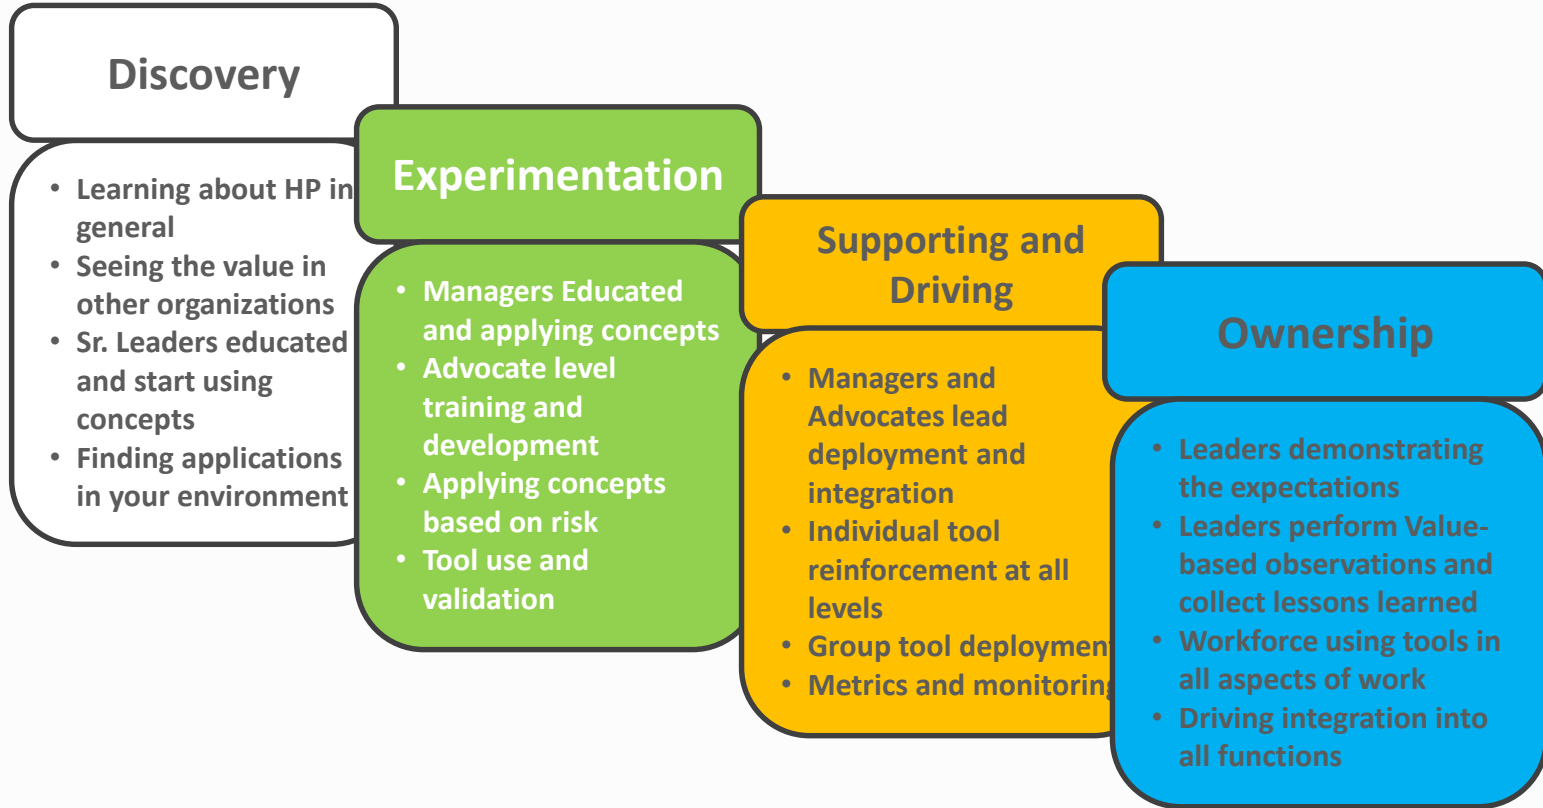 Discovery
• Learning about HP in
general
• Seeing the value in
other organizations
• Sr. Leaders educated
and start using
concepts
• Finding applications
in your environment
Experimentation
• Managers Educated
and applying concepts
• Advocate level
training and
development
• Applying concepts
based on risk
• Tool use and
validation
Supporting and
Driving
• Managers and
Advocates lead
deployment and
integration
• Individual tool
reinforcement at all
levels
• Group tool deployment
• Metrics and monitoring
Ownership
• Leaders demonstrating
the expectations
• Leaders perform Value-
based observations and
collect lessons learned
• Workforce using tools in
all aspects of work
• Driving integration into
all functions